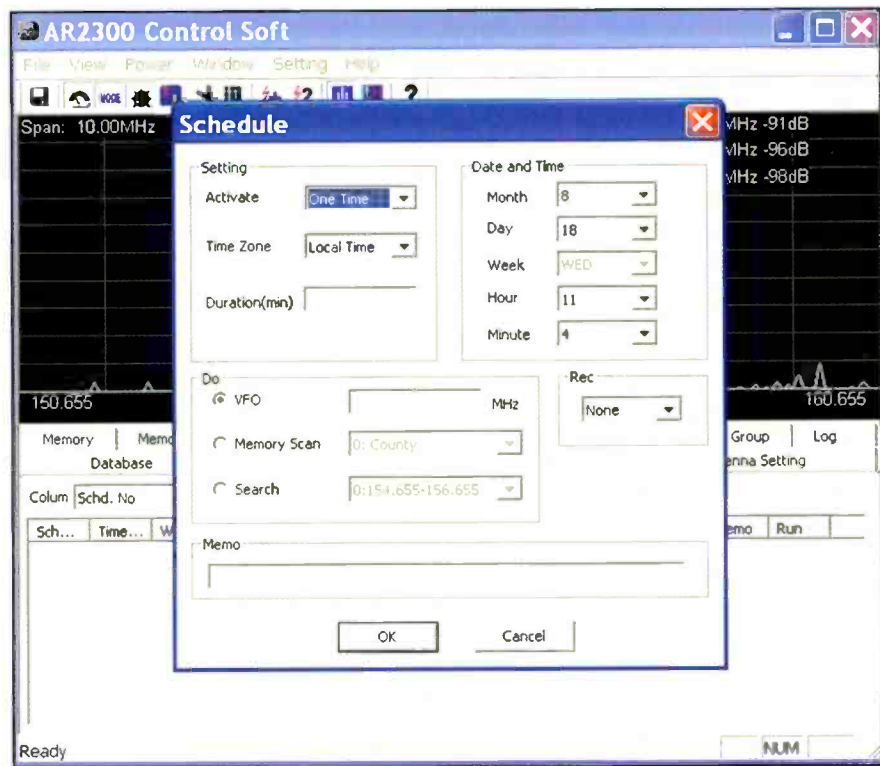 AR2300 Control Soft
File View Power Window Setting Help
MODE
?
Span: 10.00MHz
MHz -91dB
MHz -96dB
MHz -98dB
Schedule
Setting
Activate One Time
Time Zone Local Time
Duration(min)
Date and Time
Month 8
Day 18
Week WED
Hour 11
Minute 4
Do
VFO MHz
Memory Scan 0: County
Search 0:154.655-156.655
Rec
None
Memo
OK Cancel
150.655
160.655
Memory Memo Group Log
Database enna Setting
Colum Schd. No
Sch... Time... W emo Run
Ready NUM